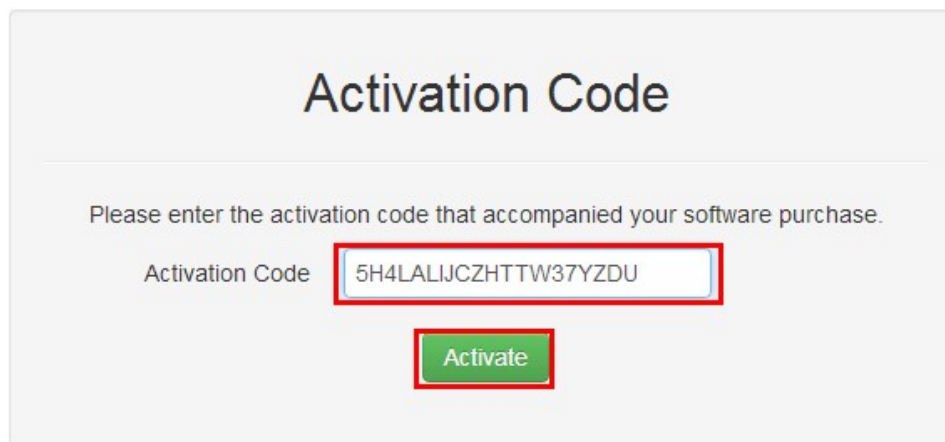 Activation Code
Please enter the activation code that accompanied your software purchase.
Activation Code 5H4LALIJCZHTTW37YZDU
Activate